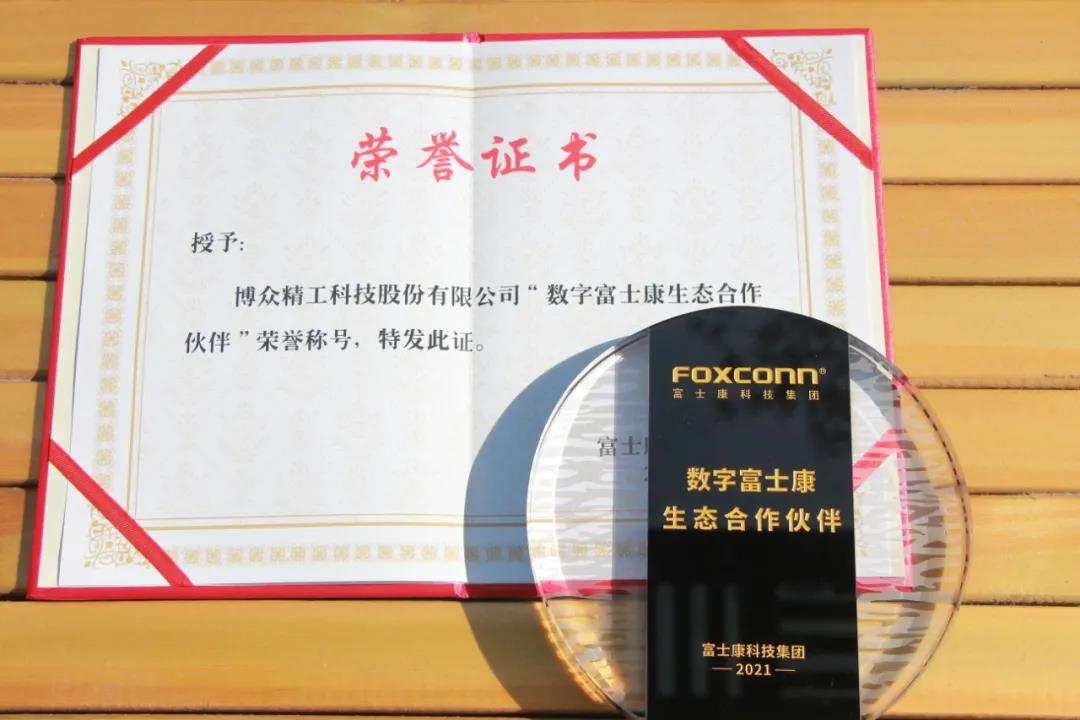 荣誉证书
授予：
博众精工科技股份有限公司“数字富士康生态合作
伙伴”荣誉称号，特发此证。
富士
FOXCONN®
富士康科技集团
数字富士康
生态合作伙伴
富士康科技集团
2021